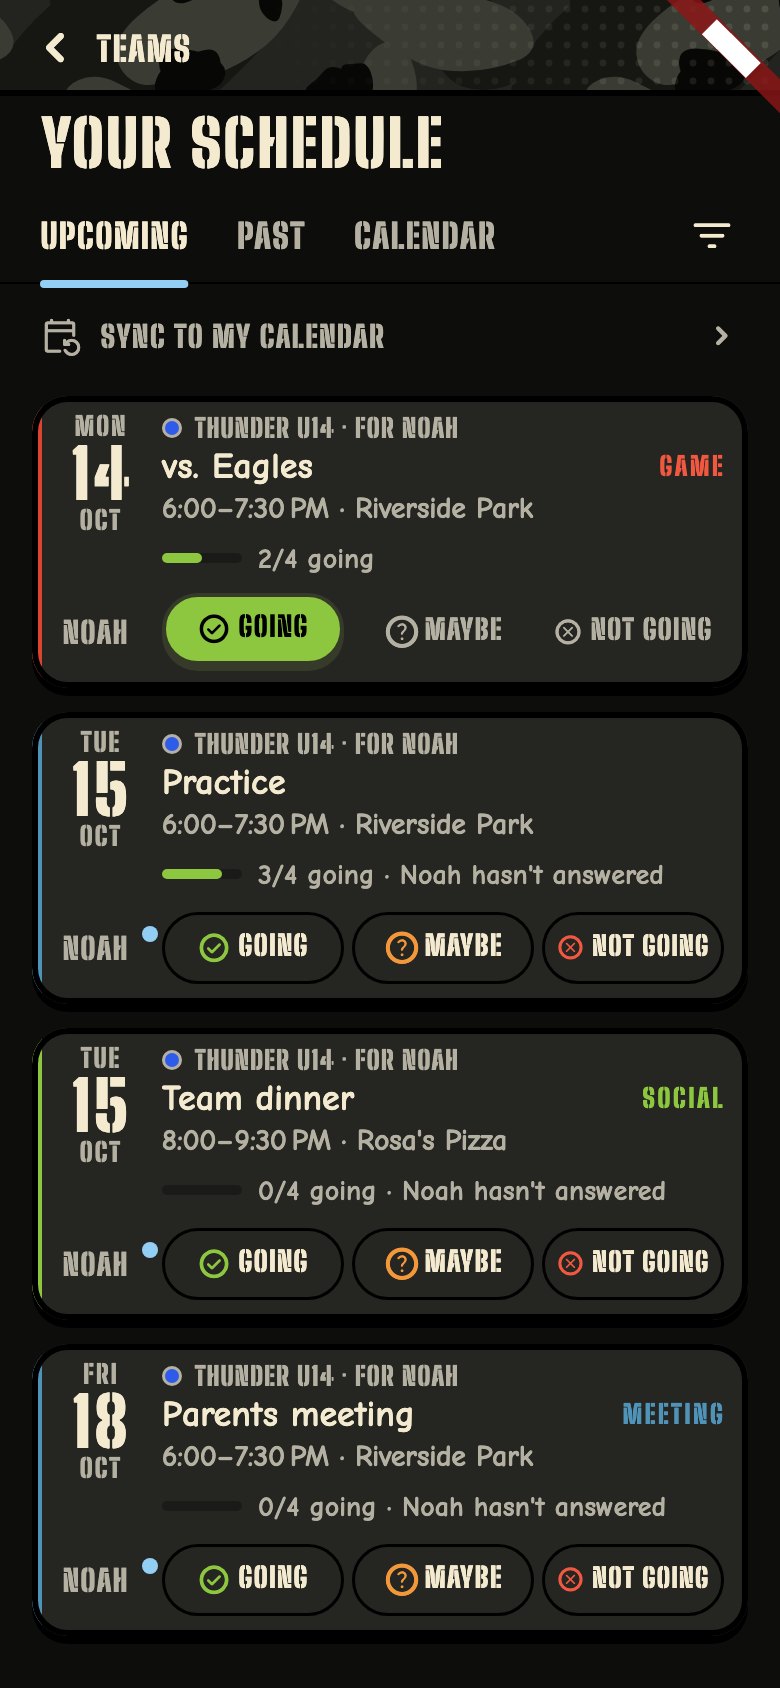 TEAMS
YOUR SCHEDULE
UPCOMING PAST CALENDAR
SYNC TO MY CALENDAR
MON
14
OCT
THUNDER U14 · FOR NOAH
vs. Eagles
GAME
6:00–7:30 PM · Riverside Park
2/4 going
NOAH
GOING
MAYBE
NOT GOING
TUE
15
OCT
THUNDER U14 · FOR NOAH
Practice
6:00–7:30 PM · Riverside Park
3/4 going · Noah hasn't answered
NOAH
GOING
MAYBE
NOT GOING
TUE
15
OCT
THUNDER U14 · FOR NOAH
Team dinner
SOCIAL
8:00–9:30 PM · Rosa's Pizza
0/4 going · Noah hasn't answered
NOAH
GOING
MAYBE
NOT GOING
FRI
18
OCT
THUNDER U14 · FOR NOAH
Parents meeting
MEETING
6:00–7:30 PM · Riverside Park
0/4 going · Noah hasn't answered
NOAH
GOING
MAYBE
NOT GOING